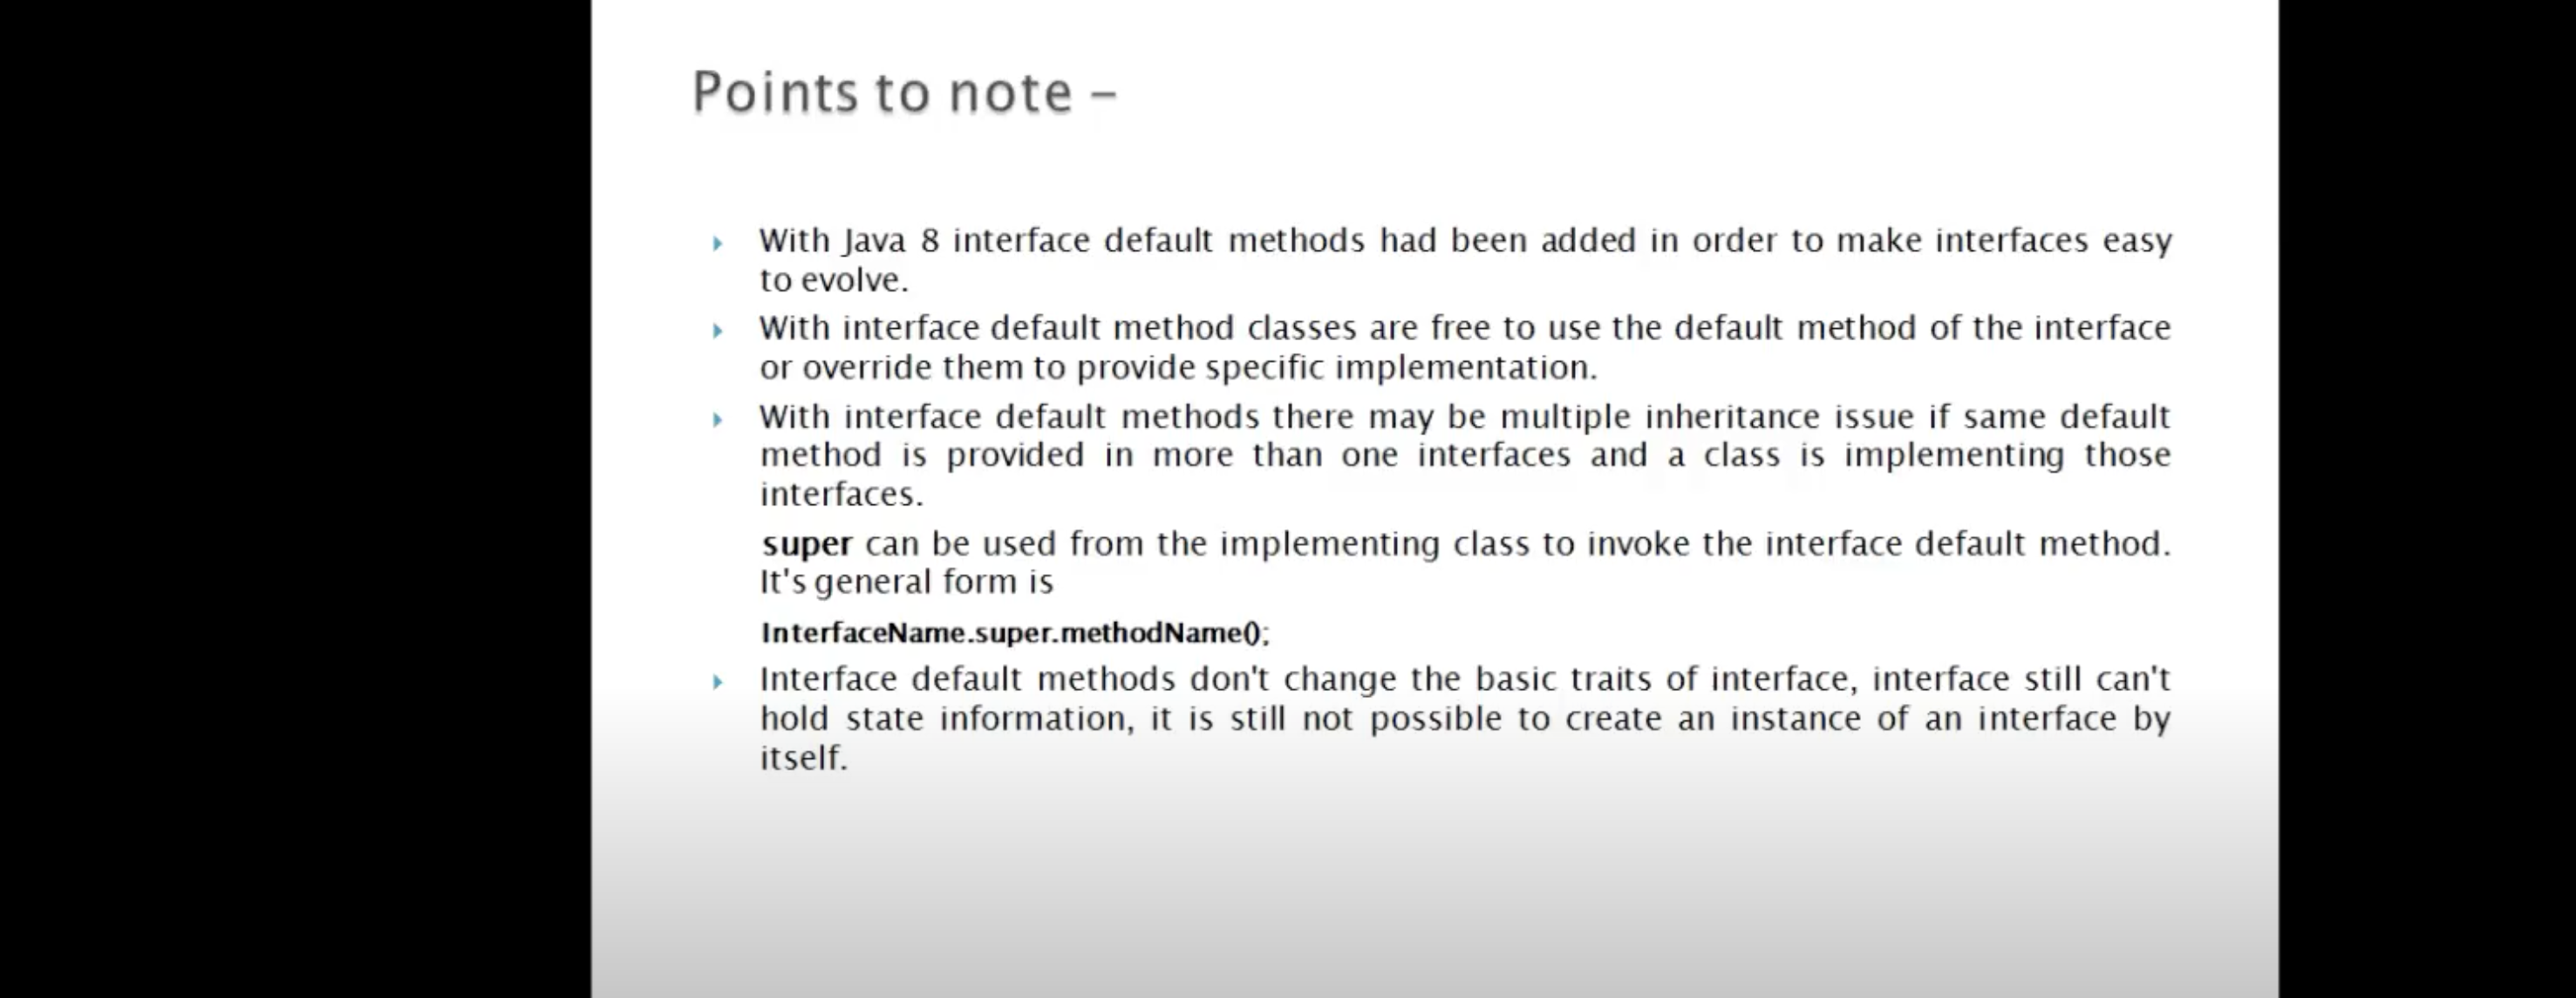 Points to note –
With Java 8 interface default methods had been added in order to make interfaces easy
to evolve.
With interface default method classes are free to use the default method of the interface
or override them to provide specific implementation.
With interface default methods there may be multiple inheritance issue if same default
method is provided in more than one interfaces and a class is implementing those
interfaces.
super can be used from the implementing class to invoke the interface default method.
It's general form is
InterfaceName.super.methodName();
Interface default methods don't change the basic traits of interface, interface still can't
hold state information, it is still not possible to create an instance of an interface by
itself.